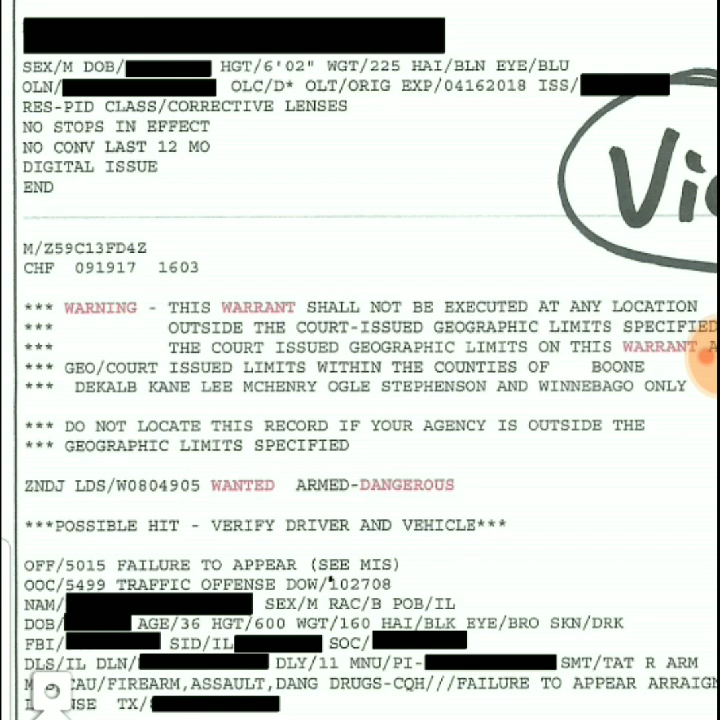 SEX/M DOB/ HGT/6'02" WGT/225 HAI/BLN EYE/BLU
OLN/ OLC/D* OLT/ORIG EXP/04162018 ISS/
RES-PID CLASS/CORRECTIVE LENSES
NO STOPS IN EFFECT
NO CONV LAST 12 MO
DIGITAL ISSUE
END
Vi
M/Z59C13FD4Z
CHF 091917 1603
*** WARNING - THIS WARRANT SHALL NOT BE EXECUTED AT ANY LOCATION
*** OUTSIDE THE COURT-ISSUED GEOGRAPHIC LIMITS SPECIFIED
*** THE COURT ISSUED GEOGRAPHIC LIMITS ON THIS WARRANT A
*** GEO/COURT ISSUED LIMITS WITHIN THE COUNTIES OF BOONE
*** DEKALB KANE LEE MCHENRY OGLE STEPHENSON AND WINNEBAGO ONLY
*** DO NOT LOCATE THIS RECORD IF YOUR AGENCY IS OUTSIDE THE
*** GEOGRAPHIC LIMITS SPECIFIED
ZNDJ LDS/W0804905 WANTED ARMED-DANGEROUS
***POSSIBLE HIT - VERIFY DRIVER AND VEHICLE***
OFF/5015 FAILURE TO APPEAR (SEE MIS)
OOC/5499 TRAFFIC OFFENSE DOW/102708
NAM/ SEX/M RAC/B POB/IL
DOB/ AGE/36 HGT/600 WGT/160 HAI/BLK EYE/BRO SKN/DRK
FBI/ SID/IL SOC/
DLS/IL DLN/ DLY/11 MNU/PI- SMT/TAT R ARM
CAU/FIREARM,ASSAULT,DANG DRUGS-CQH///FAILURE TO APPEAR ARRAIGN
TX/